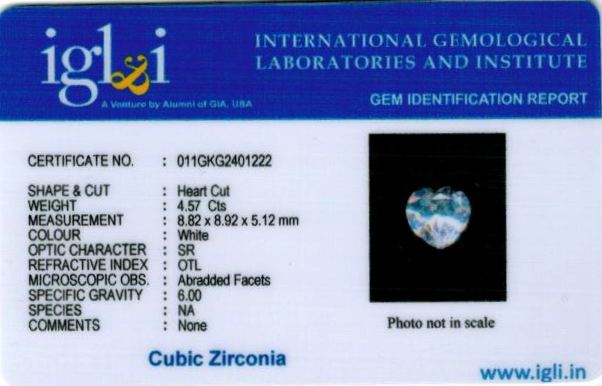 igl&i
A Venture by Alumni of GIA, USA
INTERNATIONAL GEMOLOGICAL
LABORATORIES AND INSTITUTE
GEM IDENTIFICATION REPORT
CERTIFICATE NO. : 011GKG2401222
SHAPE & CUT : Heart Cut
WEIGHT : 4.57 Cts
MEASUREMENT : 8.82 x 8.92 x 5.12 mm
COLOUR : White
OPTIC CHARACTER : SR
REFRACTIVE INDEX : OTL
MICROSCOPIC OBS. : Abradded Facets
SPECIFIC GRAVITY : 6.00
SPECIES : NA
COMMENTS : None
Photo not in scale
Cubic Zirconia
www.igli.in